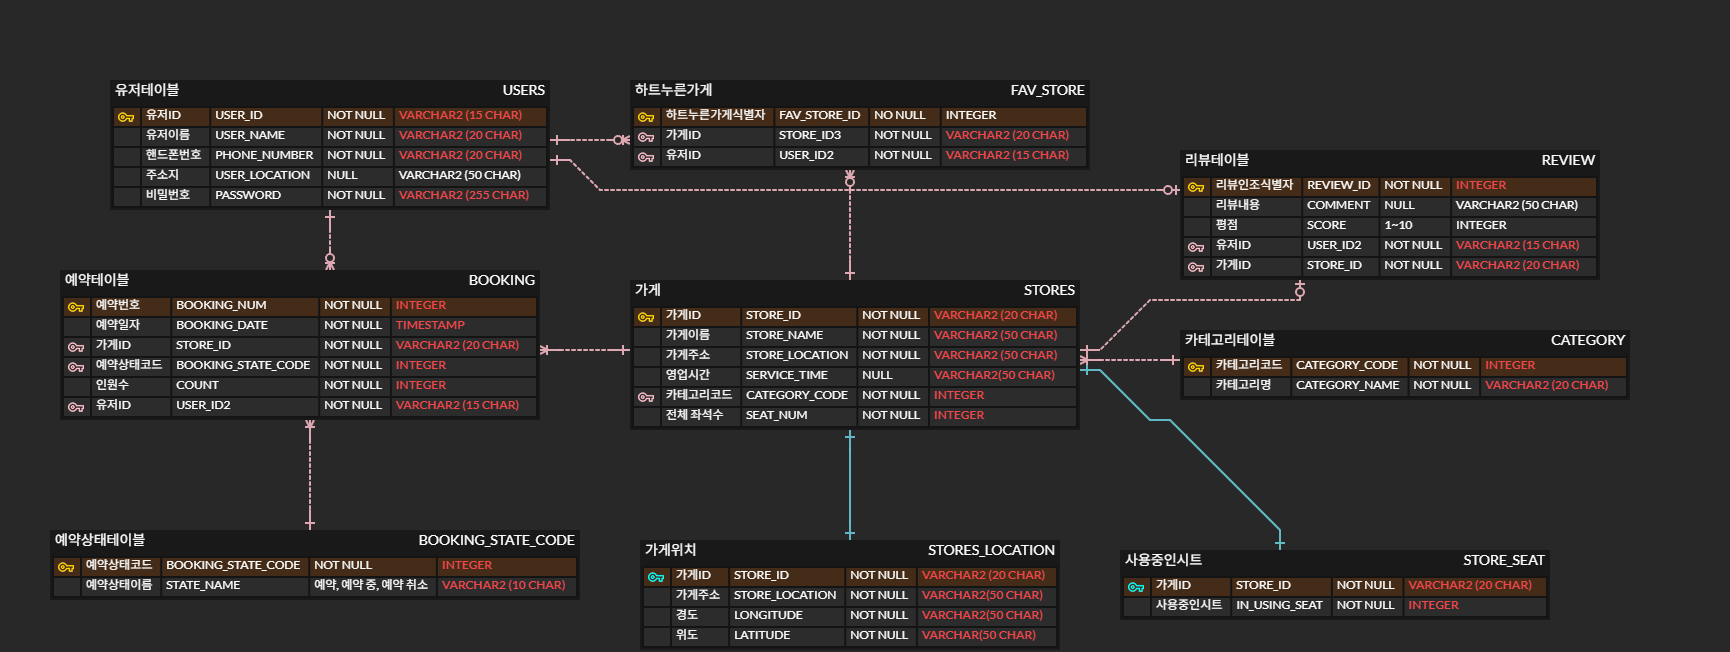 유저테이블 USERS
유저ID USER_ID NOT NULL VARCHAR2 (15 CHAR)
유저이름 USER_NAME NOT NULL VARCHAR2 (20 CHAR)
핸드폰번호 PHONE_NUMBER NOT NULL VARCHAR2 (20 CHAR)
주소지 USER_LOCATION NULL VARCHAR2 (50 CHAR)
비밀번호 PASSWORD NOT NULL VARCHAR2 (255 CHAR)
하트누른가게 FAV_STORE
하트누른가게식별자 FAV_STORE_ID NO NULL INTEGER
가게ID STORE_ID3 NOT NULL VARCHAR2 (20 CHAR)
유저ID USER_ID2 NOT NULL VARCHAR2 (15 CHAR)
리뷰테이블 REVIEW
리뷰인조식별자 REVIEW_ID NOT NULL INTEGER
리뷰내용 COMMENT NULL VARCHAR2 (50 CHAR)
평점 SCORE 1~10 INTEGER
유저ID USER_ID2 NOT NULL VARCHAR2 (15 CHAR)
가게ID STORE_ID NOT NULL VARCHAR2 (20 CHAR)
예약테이블 BOOKING
예약번호 BOOKING_NUM NOT NULL INTEGER
예약일자 BOOKING_DATE NOT NULL TIMESTAMP
가게ID STORE_ID NOT NULL VARCHAR2 (20 CHAR)
예약상태코드 BOOKING_STATE_CODE NOT NULL INTEGER
인원수 COUNT NOT NULL INTEGER
유저ID USER_ID2 NOT NULL VARCHAR2 (15 CHAR)
가게 STORES
가게ID STORE_ID NOT NULL VARCHAR2 (20 CHAR)
가게이름 STORE_NAME NOT NULL VARCHAR2 (50 CHAR)
가게주소 STORE_LOCATION NOT NULL VARCHAR2 (50 CHAR)
영업시간 SERVICE_TIME NULL VARCHAR2(50 CHAR)
카테고리코드 CATEGORY_CODE NOT NULL INTEGER
전체 좌석수 SEAT_NUM NOT NULL INTEGER
카테고리테이블 CATEGORY
카테고리코드 CATEGORY_CODE NOT NULL INTEGER
카테고리명 CATEGORY_NAME NOT NULL VARCHAR2 (20 CHAR)
예약상태테이블 BOOKING_STATE_CODE
예약상태코드 BOOKING_STATE_CODE NOT NULL INTEGER
예약상태이름 STATE_NAME 예약, 예약 중, 예약 취소 VARCHAR2 (10 CHAR)
가게위치 STORES_LOCATION
가게ID STORE_ID NOT NULL VARCHAR2 (20 CHAR)
가게주소 STORE_LOCATION NOT NULL VARCHAR2(50 CHAR)
경도 LONGITUDE NOT NULL VARCHAR2(50 CHAR)
위도 LATITUDE NOT NULL VARCHAR(50 CHAR)
사용중인시트 STORE_SEAT
가게ID STORE_ID NOT NULL VARCHAR2 (20 CHAR)
사용중인시트 IN_USING_SEAT NOT NULL INTEGER